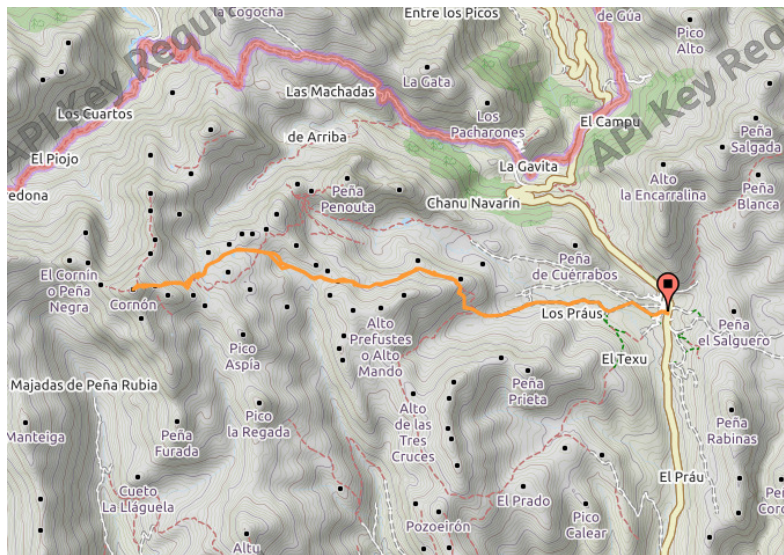 la Cogocha
Entre los Picos
de Gúa
Pico
Alto
API Key Requi
API Key Req
La Gata
Las Machadas
Los Cuartos
Los
Pacharones
El Campu
Peña
Salgada
de Arriba
El Piojo
La Gavita
Alto
la Encarralina
Peña
Blanca
redona
Peña
Penouta
Chanu Navarín
Peña
de Cuérrabos
El Cornín
o Peña
Negra
Cornón
Los Práus
Alto
Prefustes
o Alto
Mando
Peña
el Salguero
Pico
Aspia
El Texu
Majadas de Peña Rubia
Peña
Prieta
Pico
la Regada
Alto
de las
Tres
Cruces
Peña
Rabinas
Manteiga
Peña
Furada
El Práu
Cueto
La Lláguela
El Prado
Pozoeirón
Pico
Calear
Altu